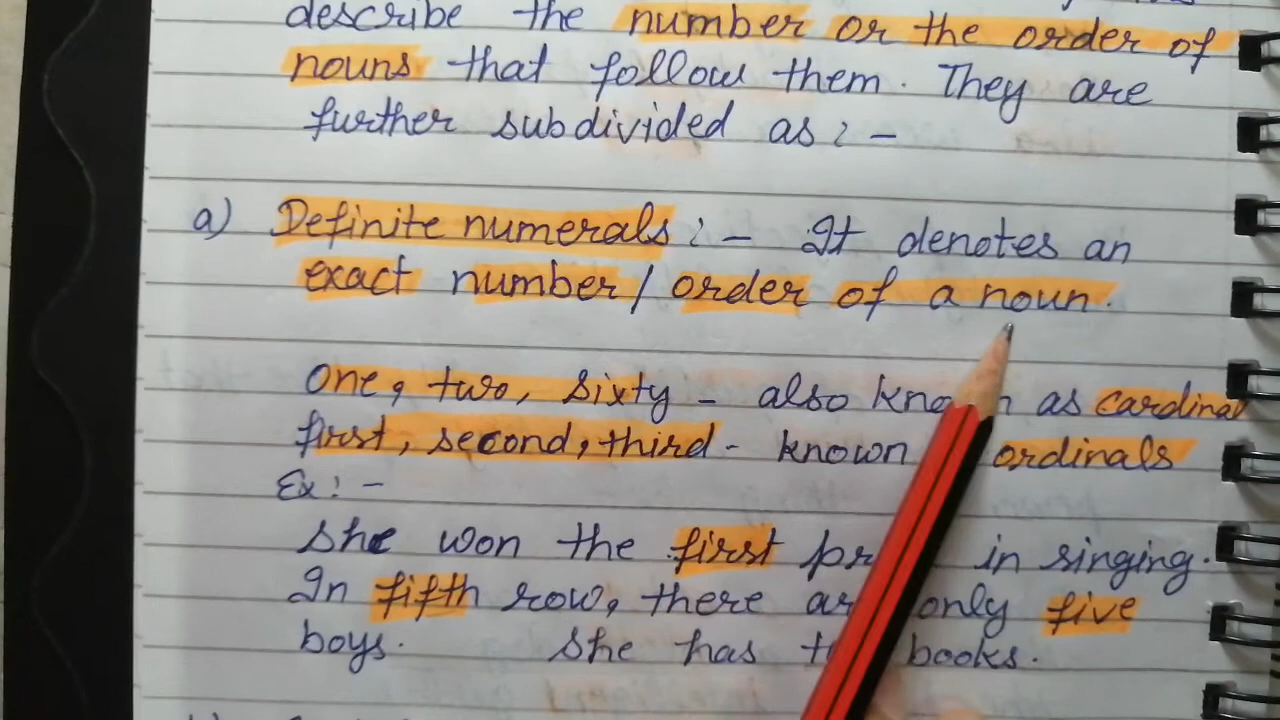 describe the number or the order of
nouns that follow them. They are
further subdivided as :-
a) Definite numerals :- It denotes an
exact number/order of a noun.
One, two, sixty - also known as cardinal
first, second, third - known ordinals
Ex :-
She won the first in singing.
In fifth row, there are only five
boys. She has books.